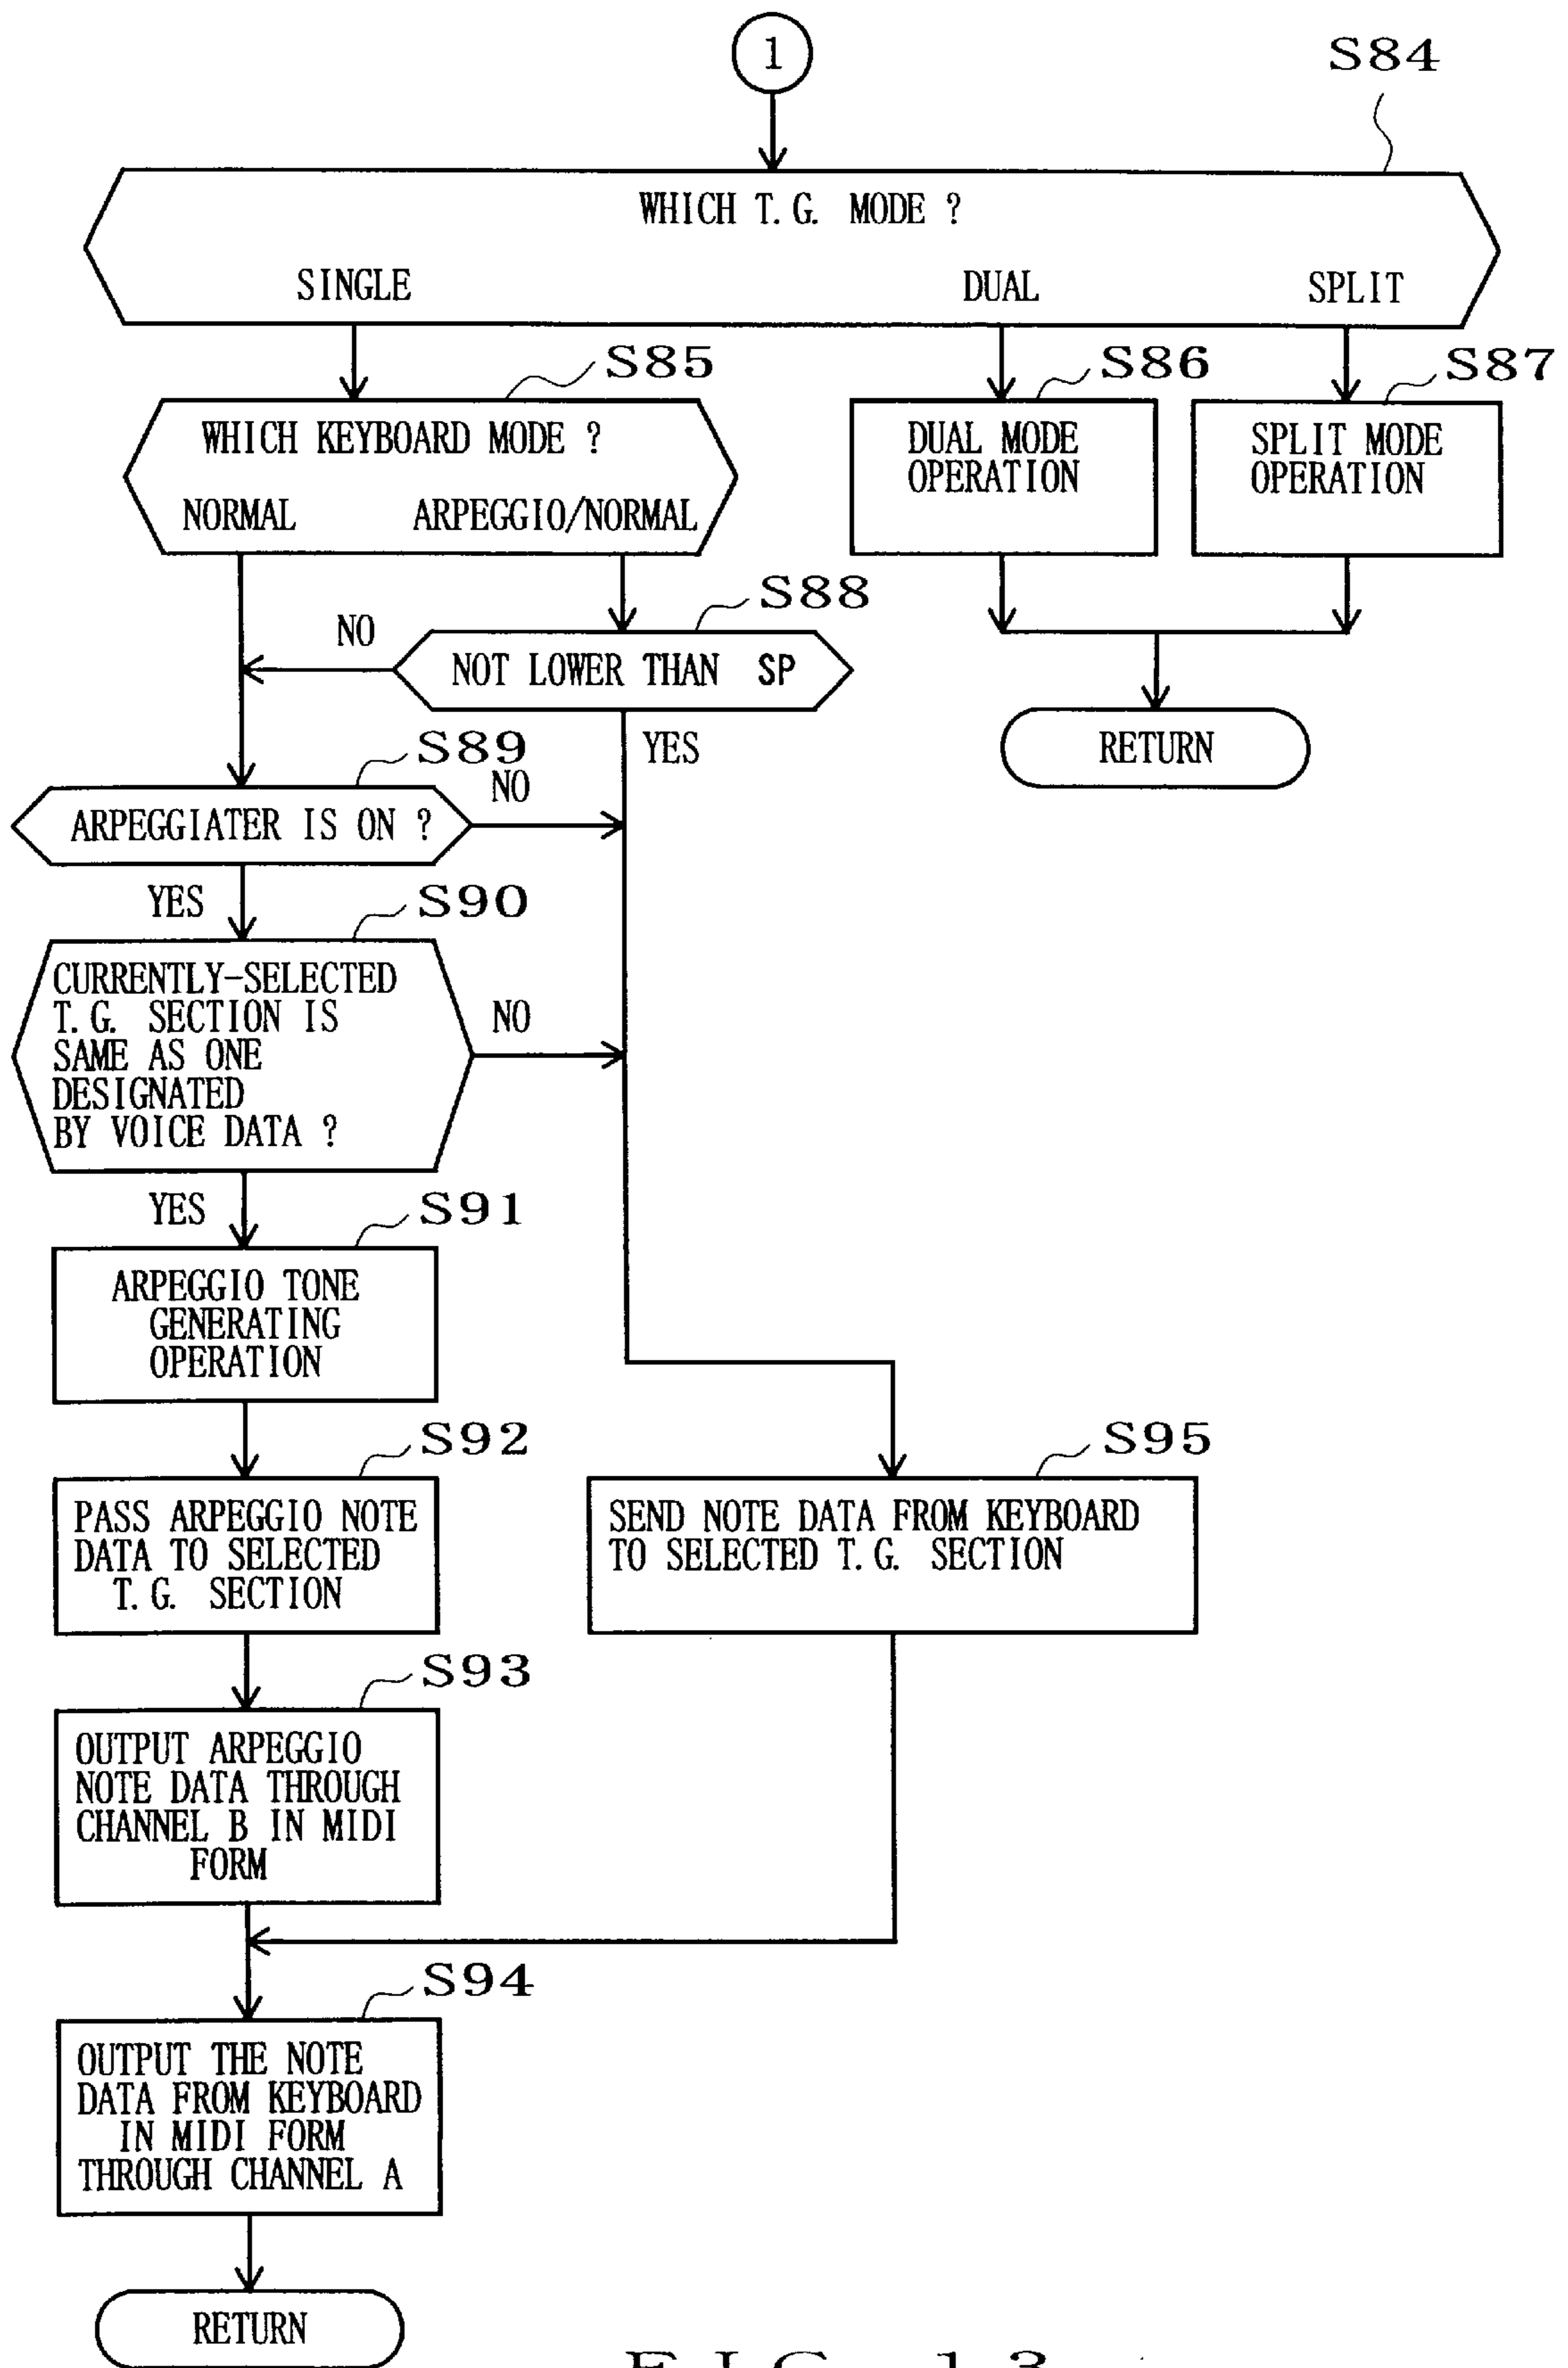 1
S84
WHICH T.G. MODE ?
SINGLE DUAL SPLIT
S85
S86
S87
WHICH KEYBOARD MODE ?
NORMAL ARPEGGIO/NORMAL
DUAL MODE
OPERATION
SPLIT MODE
OPERATION
S88
NO
NOT LOWER THAN SP
YES
RETURN
S89
NO
ARPEGGIATER IS ON ?
YES
S90
CURRENTLY-SELECTED
T.G. SECTION IS
SAME AS ONE
DESIGNATED
BY VOICE DATA ?
NO
YES
S91
ARPEGGIO TONE
GENERATING
OPERATION
S92
PASS ARPEGGIO NOTE
DATA TO SELECTED
T.G. SECTION
S95
SEND NOTE DATA FROM KEYBOARD
TO SELECTED T.G. SECTION
S93
OUTPUT ARPEGGIO
NOTE DATA THROUGH
CHANNEL B IN MIDI
FORM
S94
OUTPUT THE NOTE
DATA FROM KEYBOARD
IN MIDI FORM
THROUGH CHANNEL A
RETURN
FIG. 13